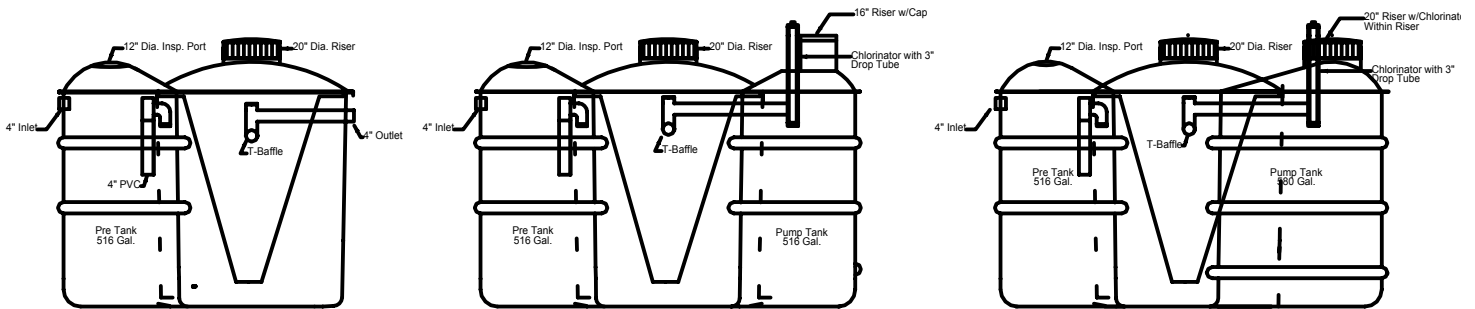 12" Dia. Insp. Port
20" Dia. Riser
4" Inlet
4" Outlet
T-Baffle
4" PVC
Pre Tank
516 Gal.
16" Riser w/Cap
12" Dia. Insp. Port
20" Dia. Riser
Chlorinator with 3"
Drop Tube
4" Inlet
T-Baffle
Pre Tank
516 Gal.
Pump Tank
516 Gal.
20" Riser w/Chlorinato
Within Riser
12" Dia. Insp. Port
20" Dia. Riser
Chlorinator with 3"
Drop Tube
4" Inlet
T-Baffle
Pre Tank
516 Gal.
Pump Tank
580 Gal.